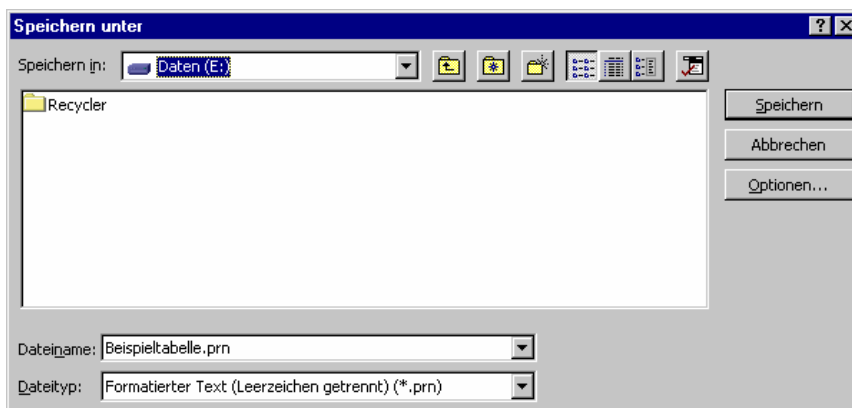 Speichern unter
Speichern in: Daten (E:)
Recycler
Speichern
Abbrechen
Optionen...
Dateiname: Beispieltabelle.prn
Dateityp: Formatierter Text (Leerzeichen getrennt) (*.prn)